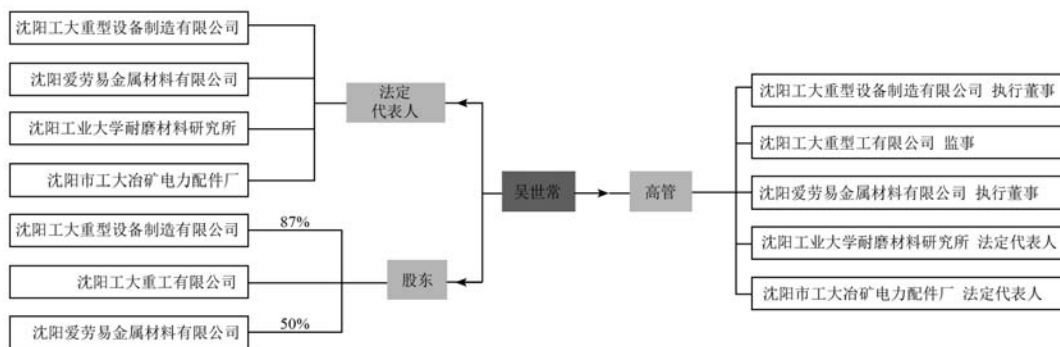 沈阳工大重型设备制造有限公司
沈阳爱劳易金属材料有限公司
沈阳工业大学耐磨材料研究所
沈阳市工大冶矿电力配件厂
法定
代表人
沈阳工大重型设备制造有限公司
87%
沈阳工大重工有限公司
沈阳爱劳易金属材料有限公司
50%
股东
吴世常
高管
沈阳工大重型设备制造有限公司 执行董事
沈阳工大重型工有限公司 监事
沈阳爱劳易金属材料有限公司 执行董事
沈阳工业大学耐磨材料研究所 法定代表人
沈阳市工大冶矿电力配件厂 法定代表人